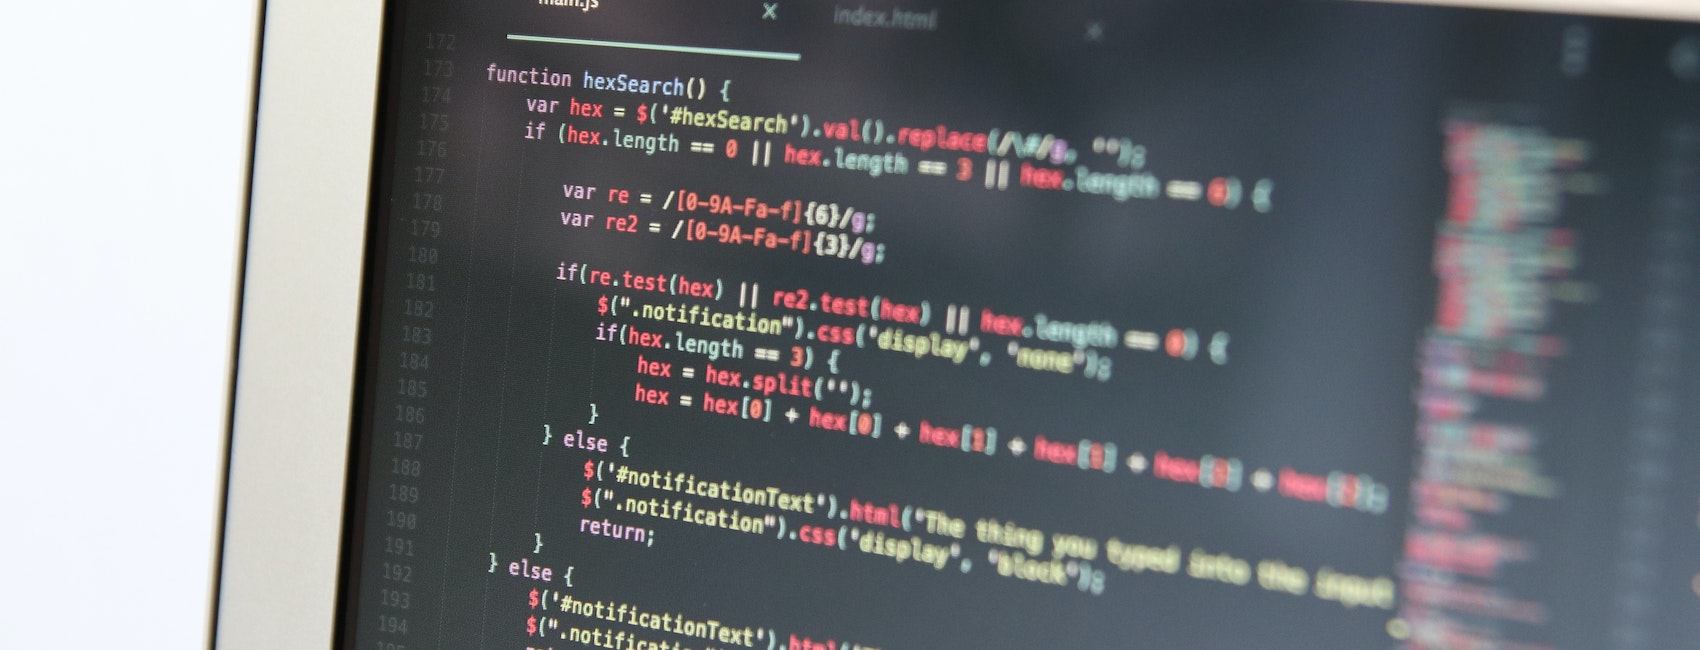 main.js × index.html ×
172
173 function hexSearch() {
174 var hex = $('#hexSearch').val().replace(/\#/g, '');
175 if (hex.length == 0 || hex.length == 3 || hex.length == 6) {
176
177 var re = /[0-9A-Fa-f]{6}/g;
178 var re2 = /[0-9A-Fa-f]{3}/g;
179
180
181 if(re.test(hex) || re2.test(hex) || hex.length == 0) {
182 $(".notification").css('display', 'none');
183 if(hex.length == 3) {
184 hex = hex.split('');
185 hex = hex[0] + hex[0] + hex[1] + hex[1] + hex[2] + hex[2];
186 }
187 } else {
188 $('#notificationText').html('The thing you typed into the input
189 $(".notification").css('display', 'block');
190 return;
191 }
192 } else {
193 $('#notificationText').html(
194 $(".notification